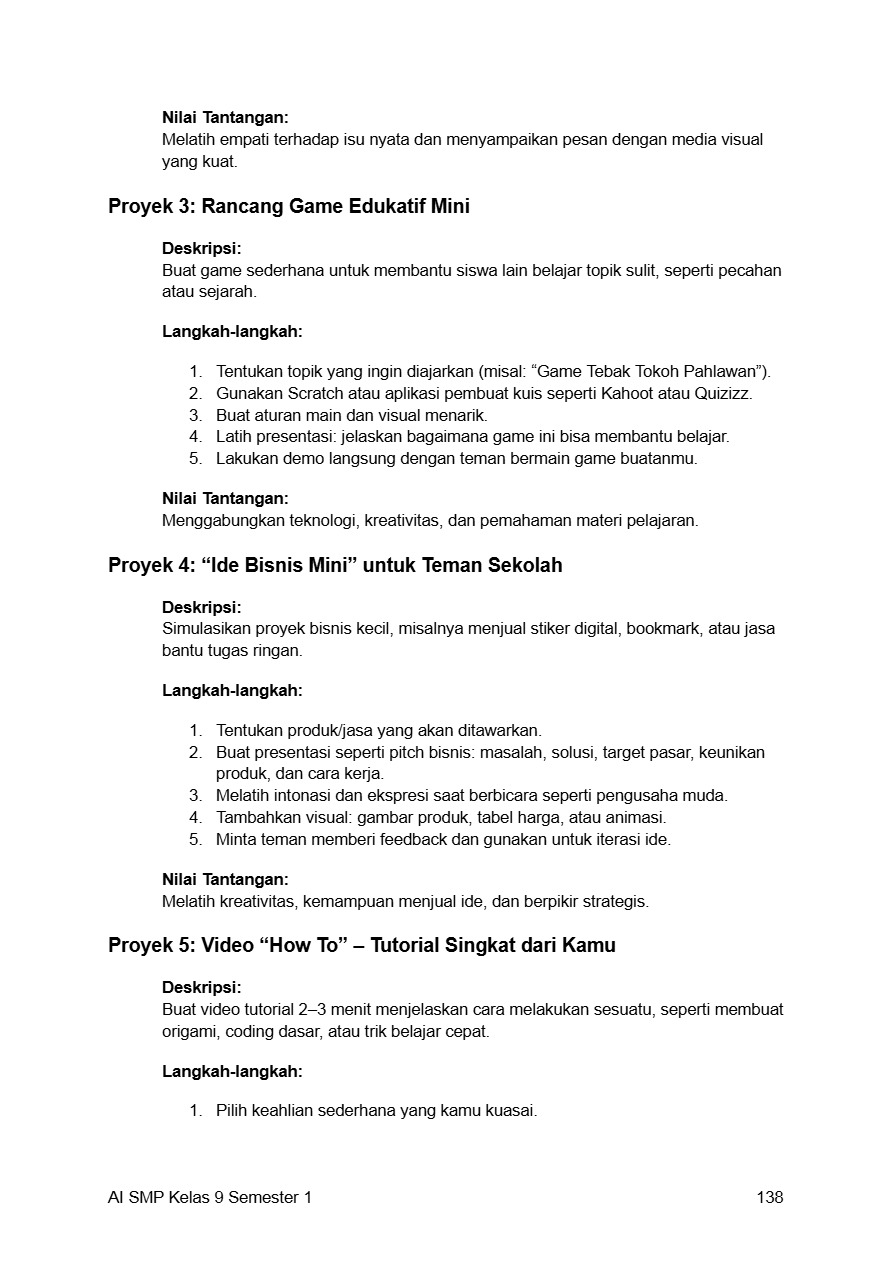 Nilai Tantangan:
Melatih empati terhadap isu nyata dan menyampaikan pesan dengan media visual
yang kuat.
Proyek 3: Rancang Game Edukatif Mini
Deskripsi:
Buat game sederhana untuk membantu siswa lain belajar topik sulit, seperti pecahan
atau sejarah.
Langkah-langkah:
1. Tentukan topik yang ingin diajarkan (misal: “Game Tebak Tokoh Pahlawan”).
2. Gunakan Scratch atau aplikasi pembuat kuis seperti Kahoot atau Quizizz.
3. Buat aturan main dan visual menarik.
4. Latih presentasi: jelaskan bagaimana game ini bisa membantu belajar.
5. Lakukan demo langsung dengan teman bermain game buatanmu.
Nilai Tantangan:
Menggabungkan teknologi, kreativitas, dan pemahaman materi pelajaran.
Proyek 4: “Ide Bisnis Mini” untuk Teman Sekolah
Deskripsi:
Simulasikan proyek bisnis kecil, misalnya menjual stiker digital, bookmark, atau jasa
bantu tugas ringan.
Langkah-langkah:
1. Tentukan produk/jasa yang akan ditawarkan.
2. Buat presentasi seperti pitch bisnis: masalah, solusi, target pasar, keunikan
produk, dan cara kerja.
3. Melatih intonasi dan ekspresi saat berbicara seperti pengusaha muda.
4. Tambahkan visual: gambar produk, tabel harga, atau animasi.
5. Minta teman memberi feedback dan gunakan untuk iterasi ide.
Nilai Tantangan:
Melatih kreativitas, kemampuan menjual ide, dan berpikir strategis.
Proyek 5: Video “How To” – Tutorial Singkat dari Kamu
Deskripsi:
Buat video tutorial 2–3 menit menjelaskan cara melakukan sesuatu, seperti membuat
origami, coding dasar, atau trik belajar cepat.
Langkah-langkah:
1. Pilih keahlian sederhana yang kamu kuasai.
AI SMP Kelas 9 Semester 1 138